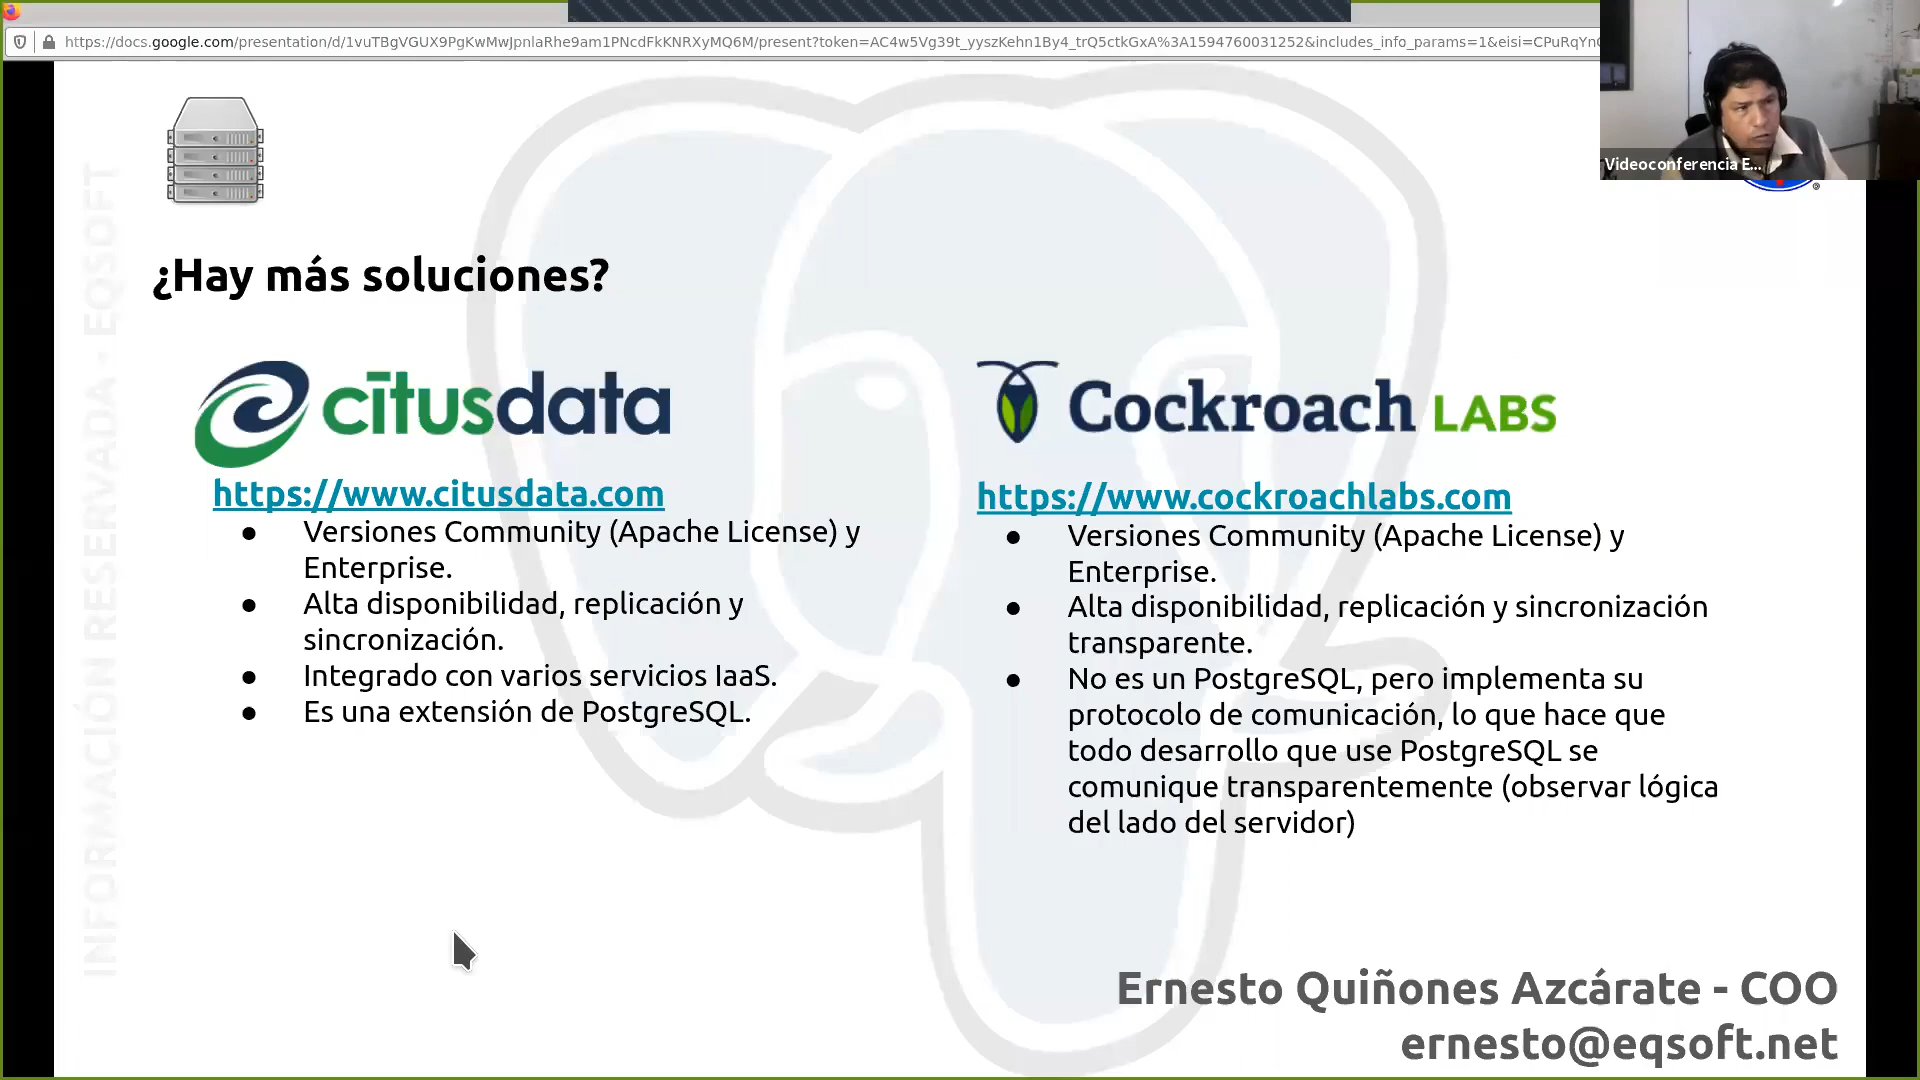 https://docs.google.com/presentation/d/1vuTBgVGUX9PgKwMwJpnlaRhe9am1PNcdFkKNRXyMQ6M/present?token=AC4w5Vg39t_yyszKehn1By4_trQ5ctkGxA%3A1594760031252&includes_info_params=1&eisi=CPuRqYn
Videoconferencia E...
®
INFORMACIÓN RESERVADA - EQSOFT
¿Hay más soluciones?
cītusdata
https://www.citusdata.com
● Versiones Community (Apache License) y
Enterprise.
● Alta disponibilidad, replicación y
sincronización.
● Integrado con varios servicios IaaS.
● Es una extensión de PostgreSQL.
Cockroach LABS
https://www.cockroachlabs.com
● Versiones Community (Apache License) y
Enterprise.
● Alta disponibilidad, replicación y sincronización
transparente.
● No es un PostgreSQL, pero implementa su
protocolo de comunicación, lo que hace que
todo desarrollo que use PostgreSQL se
comunique transparentemente (observar lógica
del lado del servidor)
Ernesto Quiñones Azcárate - COO
ernesto@eqsoft.net